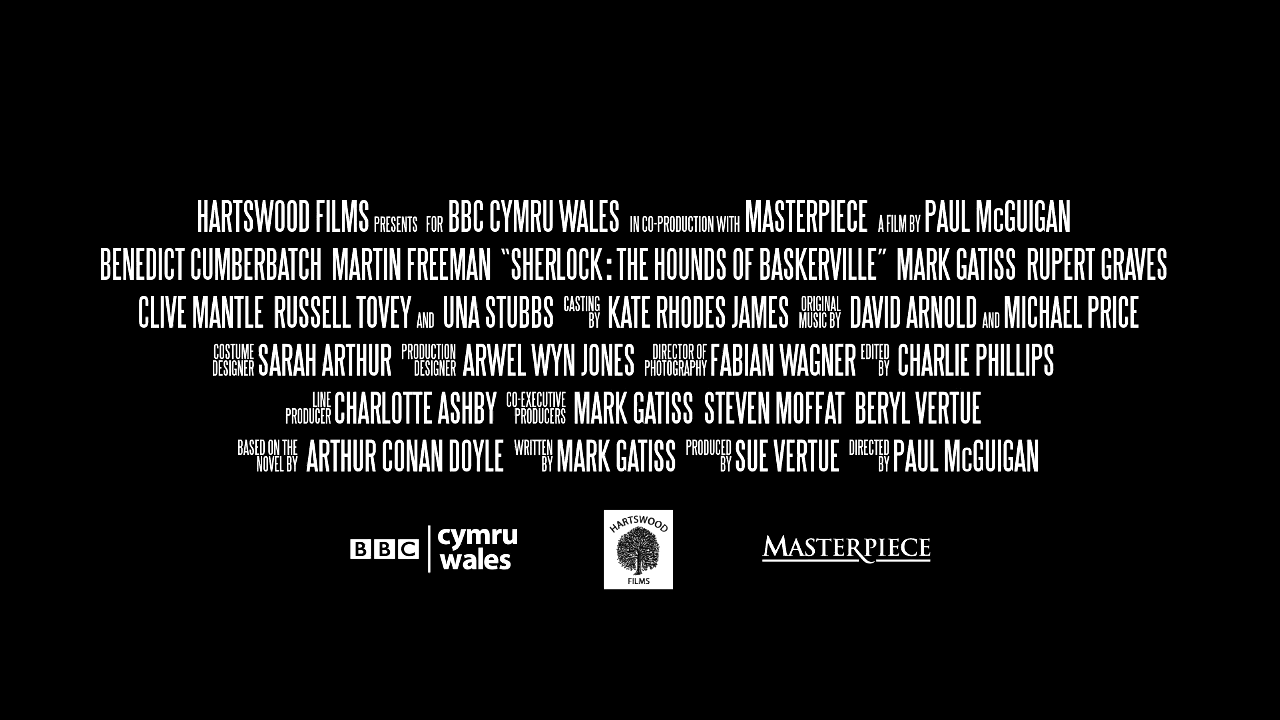 HARTSWOOD FILMS PRESENTS FOR BBC CYMRU WALES IN CO-PRODUCTION WITH MASTERPIECE A FILM BY PAUL McGUIGAN
BENEDICT CUMBERBATCH MARTIN FREEMAN “SHERLOCK: THE HOUNDS OF BASKERVILLE” MARK GATISS RUPERT GRAVES
CLIVE MANTLE RUSSELL TOVEY AND UNA STUBBS CASTING BY KATE RHODES JAMES ORIGINAL MUSIC BY DAVID ARNOLD AND MICHAEL PRICE
COSTUME DESIGNER SARAH ARTHUR PRODUCTION DESIGNER ARWEL WYN JONES DIRECTOR OF PHOTOGRAPHY FABIAN WAGNER EDITED BY CHARLIE PHILLIPS
LINE PRODUCER CHARLOTTE ASHBY CO-EXECUTIVE PRODUCERS MARK GATISS STEVEN MOFFAT BERYL VERTUE
BASED ON THE NOVEL BY ARTHUR CONAN DOYLE WRITTEN BY MARK GATISS PRODUCED BY SUE VERTUE DIRECTED BY PAUL McGUIGAN
BBC cymru wales
HARTSWOOD FILMS
MASTERPIECE